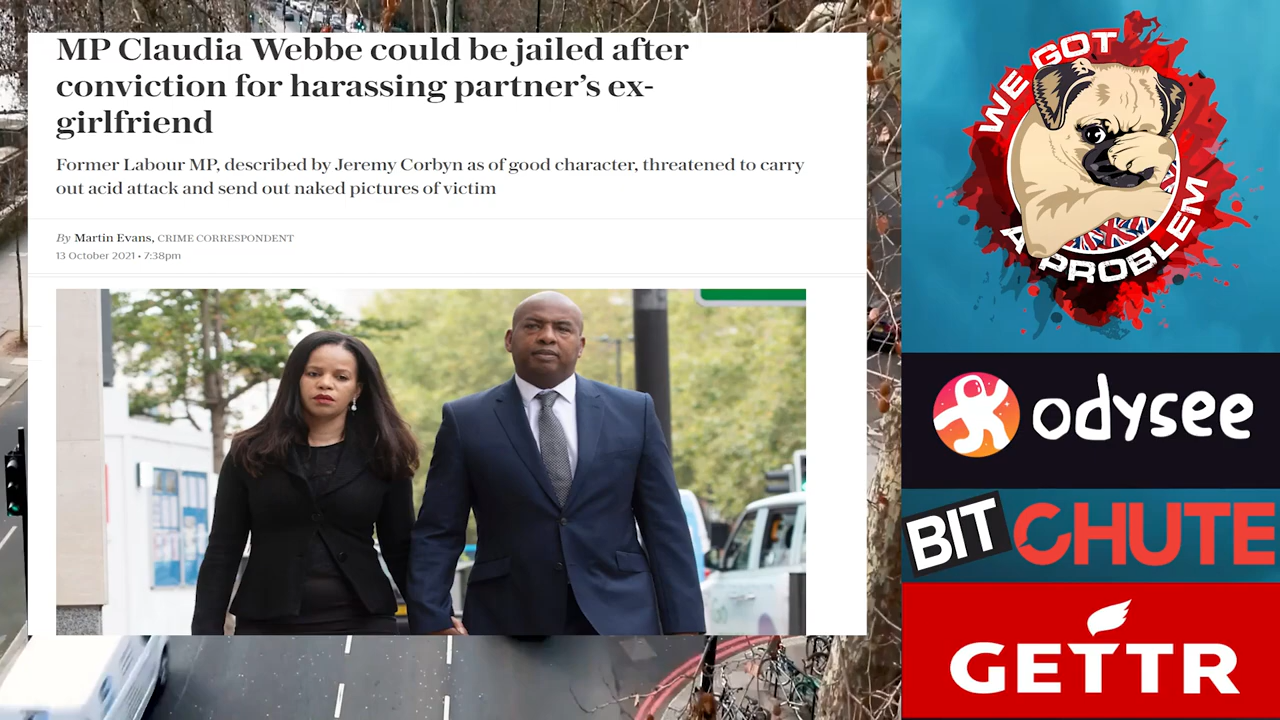 MP Claudia Webbe could be jailed after
conviction for harassing partner's ex-
girlfriend
Former Labour MP, described by Jeremy Corbyn as of good character, threatened to carry
out acid attack and send out naked pictures of victim
By Martin Evans, CRIME CORRESPONDENT
13 October 2021 • 7:38pm
WE GOT
A PROBLEM
odysee
BITCHUTE
GETTR